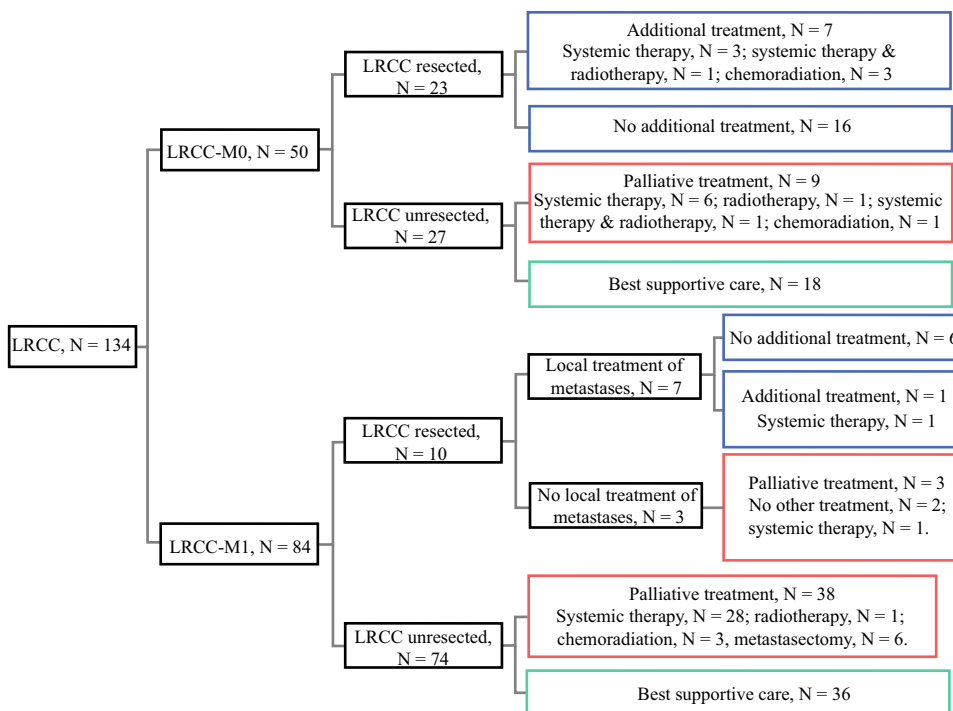 LRCC, N = 134
LRCC-M0, N = 50
LRCC resected,
N = 23
Additional treatment, N = 7
Systemic therapy, N = 3; systemic therapy &
radiotherapy, N = 1; chemoradiation, N = 3
No additional treatment, N = 16
LRCC unresected,
N = 27
Palliative treatment, N = 9
Systemic therapy, N = 6; radiotherapy, N = 1; systemic
therapy & radiotherapy, N = 1; chemoradiation, N = 1
Best supportive care, N = 18
LRCC-M1, N = 84
LRCC resected,
N = 10
Local treatment of
metastases, N = 7
No additional treatment, N = 6
Additional treatment, N = 1
Systemic therapy, N = 1
No local treatment of
metastases, N = 3
Palliative treatment, N = 3
No other treatment, N = 2;
systemic therapy, N = 1.
LRCC unresected,
N = 74
Palliative treatment, N = 38
Systemic therapy, N = 28; radiotherapy, N = 1;
chemoradiation, N = 3, metastasectomy, N = 6.
Best supportive care, N = 36